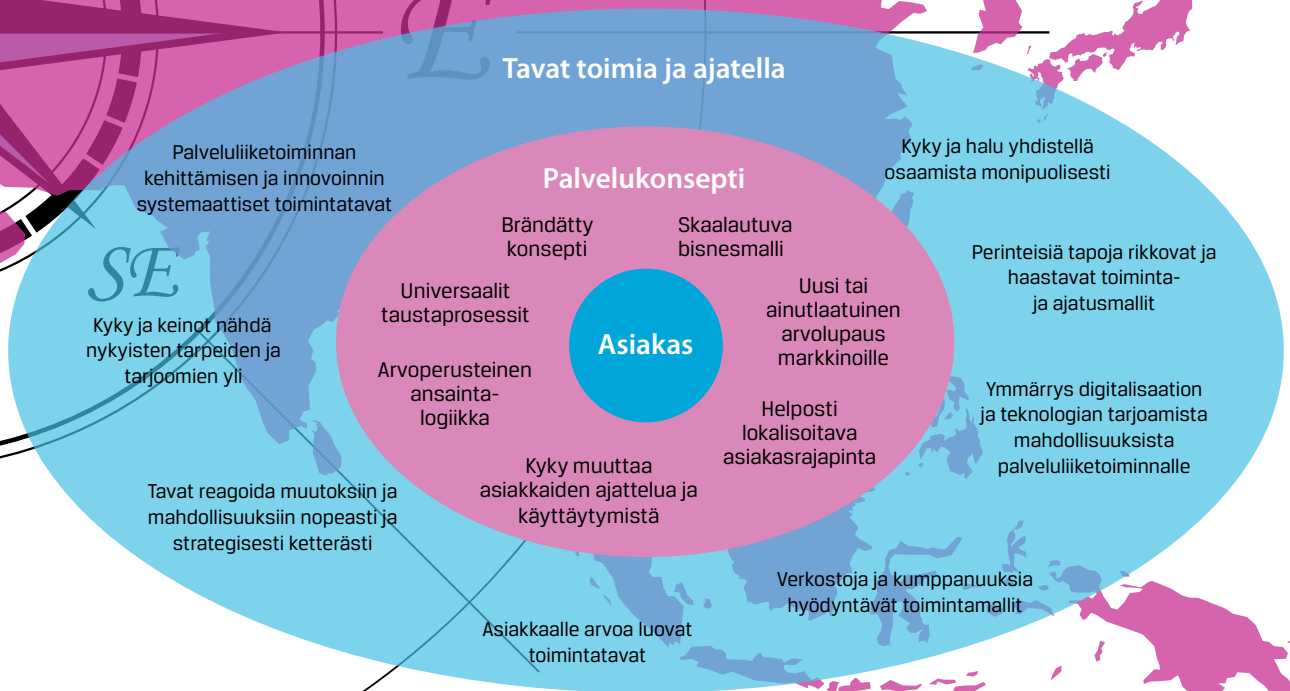 E
Tavat toimia ja ajatella
Palveluliiketoiminnan
kehittämisen ja innovoinnin
systemaattiset toimintatavat
Kyky ja halu yhdistellä
osaamista monipuolisesti
Palvelukonsepti
Brändätty
konsepti
Skaalautuva
bisnesmalli
SE
Perinteisiä tapoja rikkovat ja
haastavat toiminta-
ja ajatusmallit
Universaalit
taustaprosessit
Uusi tai
ainutlaatuinen
arvolupaus
markkinoille
Kyky ja keinot nähdä
nykyisten tarpeiden ja
tarjoomien yli
Asiakas
Arvoperusteinen
ansainta-
logiikka
Helposti
lokalisoitava
asiakasrajapinta
Ymmärrys digitalisaation
ja teknologian tarjoamista
mahdollisuuksista
palveluliiketoiminnalle
Kyky muuttaa
asiakkaiden ajattelua ja
käyttäytymistä
Tavat reagoida muutoksiin ja
mahdollisuuksiin nopeasti ja
strategisesti ketterästi
Verkostoja ja kumppanuuksia
hyödyntävät toimintamallit
Asiakkaalle arvoa luovat
toimintatavat